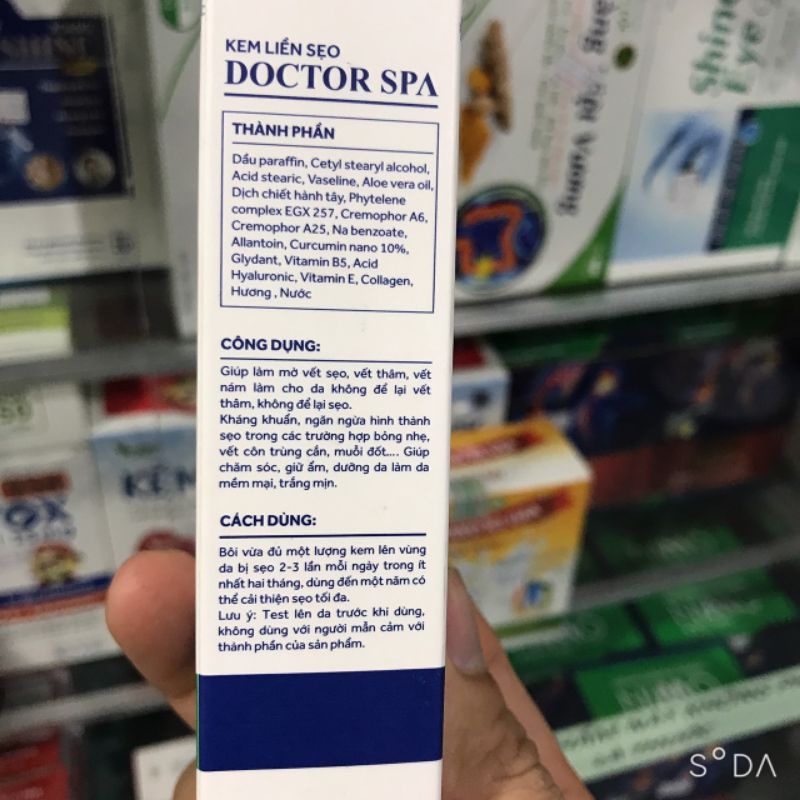 KEM LIỀN SẸO
DOCTOR SPA
THÀNH PHẦN
Dầu paraffin, Cetyl stearyl alcohol,
Acid stearic, Vaseline, Aloe vera oil,
Dịch chiết hành tây, Phytelene
complex EGX 257, Cremophor A6,
Cremophor A25, Na benzoate,
Allantoin, Curcumin nano 10%,
Glydant, Vitamin B5, Acid
Hyaluronic, Vitamin E, Collagen,
Hương , Nước
CÔNG DỤNG:
Giúp làm mờ vết sẹo, vết thâm, vết
nám làm cho da không để lại vết
thâm, không để lại sẹo.
Kháng khuẩn, ngăn ngừa hình thành
sẹo trong các trường hợp bỏng nhẹ,
vết côn trùng cắn, muỗi đốt.... Giúp
chăm sóc, giữ ẩm, dưỡng da làm da
mềm mại, trắng mịn.
CÁCH DÙNG:
Bôi vừa đủ một lượng kem lên vùng
da bị sẹo 2-3 lần mỗi ngày trong ít
nhất hai tháng, dùng đến một năm có
thể cải thiện sẹo tối đa.
Lưu ý: Test lên da trước khi dùng,
không dùng với người mẫn cảm với
thành phần của sản phẩm.
Shine
Eye
KÉN
SODA